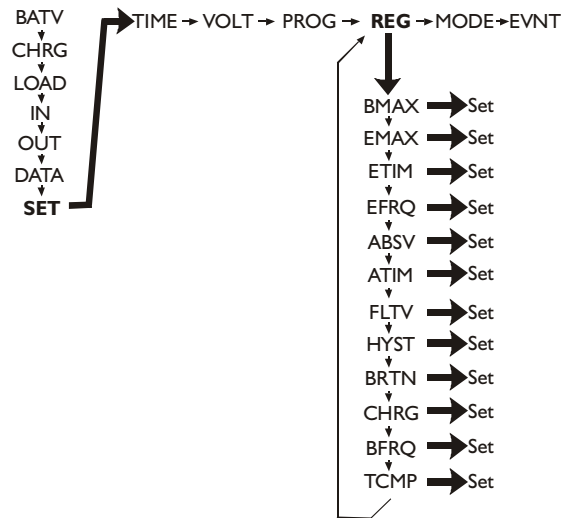 BATV
CHRG
LOAD
IN
OUT
DATA
SET
TIME VOLT PROG REG MODE EVNT
BMAX Set
EMAX Set
ETIM Set
EFRQ Set
ABSV Set
ATIM Set
FLTV Set
HYST Set
BRTN Set
CHRG Set
BFRQ Set
TCMP Set